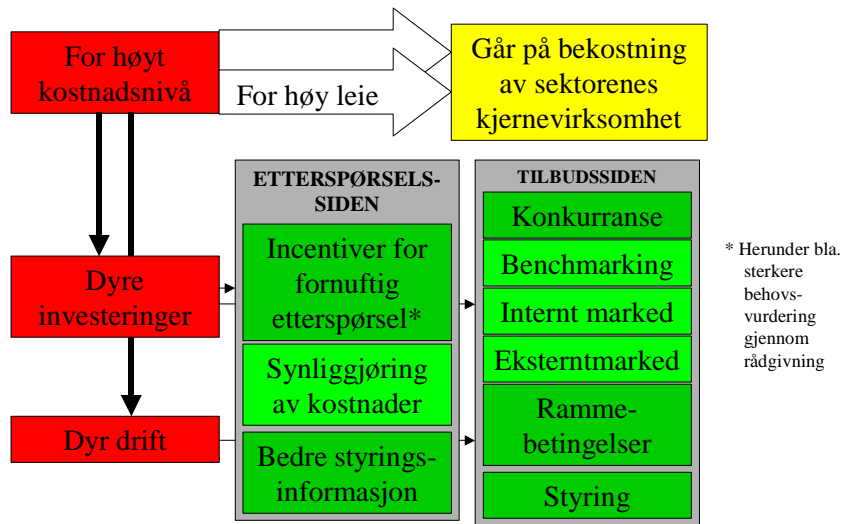 For høyt
kostnadsnivå
For høy leie
Går på bekostning
av sektorenes
kjernevirksomhet
ETTERSPØRSELS-
SIDEN
TILBUDSSIDEN
Dyre
investeringer
Dyr drift
Incentiver for
fornuftig
etterspørsel*
Synliggjøring
av kostnader
Bedre styrings-
informasjon
Konkurranse
Benchmarking
Internt marked
Eksterntmarked
Ramme-
betingelser
Styring
* Herunder bla.
sterkere
behovs-
vurdering
gjennom
rådgivning